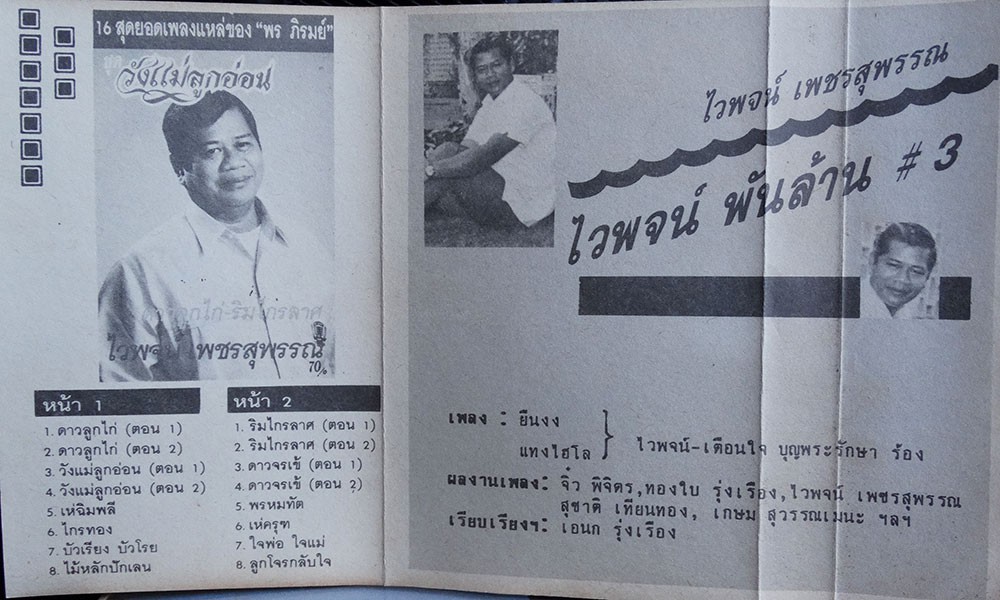 16 สุดยอดเพลงแหล่ของ "พร ภิรมย์"
ชุด
วังแม่ลูกอ่อน
ดาวลูกไก่-ริมไกรลาศ
ไวพจน์ เพชรสุพรรณ
70%
หน้า 1
1. ดาวลูกไก่ (ตอน 1)
2. ดาวลูกไก่ (ตอน 2)
3. วังแม่ลูกอ่อน (ตอน 1)
4. วังแม่ลูกอ่อน (ตอน 2)
5. เห่ฉิมพลี
6. ไกรทอง
7. บัวเรียง บัวโรย
8. ไม้หลักปักเลน
หน้า 2
1. ริมไกรลาศ (ตอน 1)
2. ริมไกรลาศ (ตอน 2)
3. ดาวจรเข้ (ตอน 1)
4. ดาวจรเข้ (ตอน 2)
5. พรหมทัต
6. เห่ครุฑ
7. ใจพ่อ ใจแม่
8. ลูกโจรกลับใจ
ไวพจน์ เพชรสุพรรณ
ไวพจน์ พันล้าน # 3
เพลง : ยืนงง
แทงไฮโล
ไวพจน์-เตือนใจ บุญพระรักษา ร้อง
ผลงานเพลง: จิ๋ว พิจิตร,ทองใบ รุ่งเรือง,ไวพจน์ เพชรสุพรรณ
สุชาติ เทียนทอง, เกษม สุวรรณเมนะ ฯลฯ
เรียบเรียงฯ: เอนก รุ่งเรือง